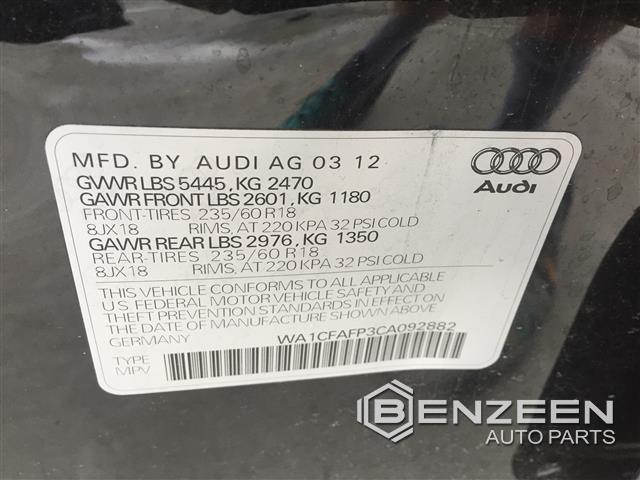 MFD. BY AUDI AG 03 12
GVWR LBS 5445, KG 2470
GAWR FRONT LBS 2601, KG 1180
FRONT-TIRES 235/60 R18
8JX18 RIMS, AT 220 KPA 32 PSI COLD
GAWR REAR LBS 2976, KG 1350
REAR-TIRES 235/60 R18
8JX18 RIMS, AT 220 KPA 32 PSI COLD
THIS VEHICLE CONFORMS TO ALL APPLICABLE
U.S. FEDERAL MOTOR VEHICLE SAFETY AND
THEFT PREVENTION STANDARDS IN EFFECT
ON THE DATE OF MANUFACTURE SHOWN ABOVE
GERMANY WA1CFAFP3CA092882
TYPE
MPV
Audi
BENZEEN
AUTO PARTS